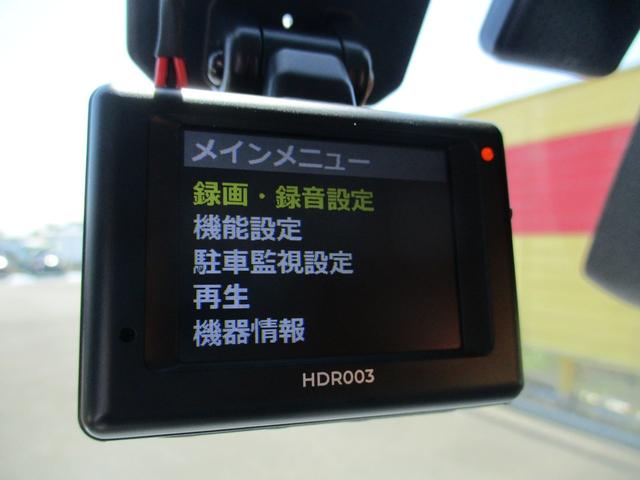 メインメニュー
録画・録音設定
機能設定
駐車監視設定
再生
機器情報
HDR003